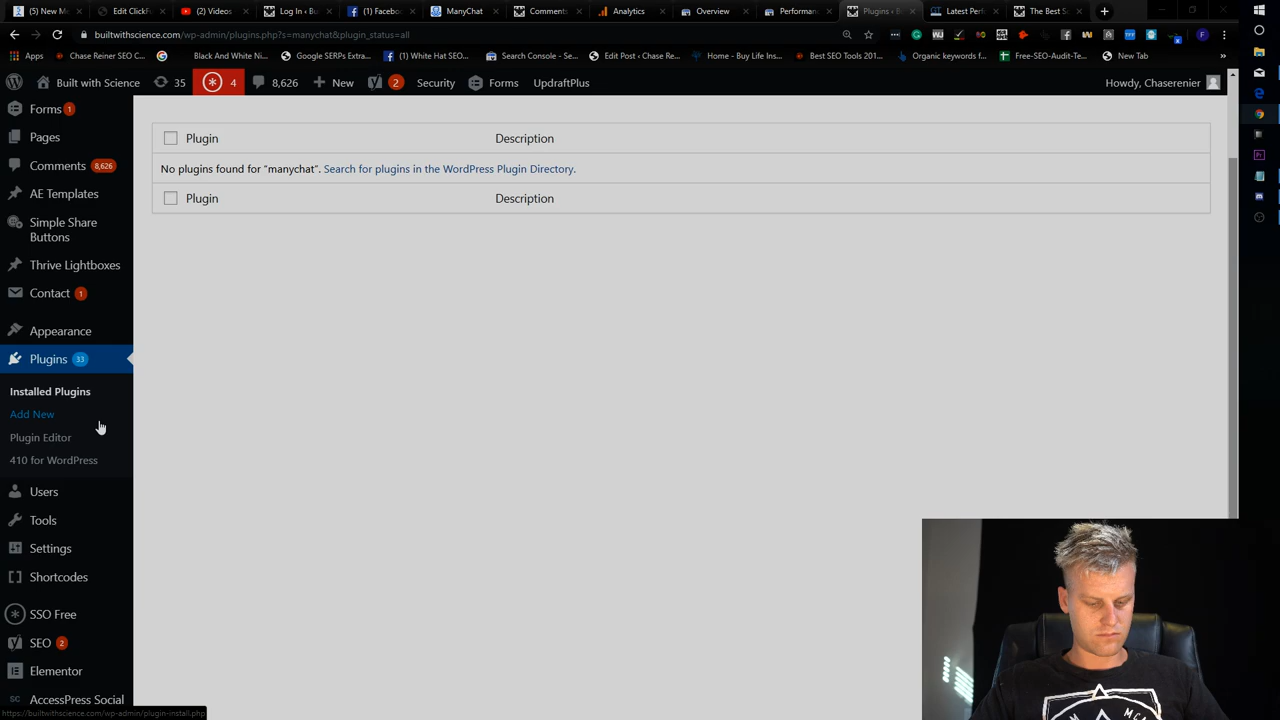 (5) New M
Edit ClickFu
(2) Videos
Log In ‹ Bu
(1) Facebo
ManyChat
Comments
Analytics
Overview
Performan
Plugins ‹ B
Latest Perf
The Best S
builtwithscience.com/wp-admin/plugins.php?s=manychat&plugin_status=all
Apps
Chase Reiner SEO C...
Black And White Ni...
Google SERPs Extra...
(1) White Hat SEO...
Edit Post ‹ Chase Re...
Search Console - Se...
Home - Buy Life Ins...
Best SEO Tools 201...
Organic keywords f...
Free-SEO-Audit-Te...
New Tab
»
Built with Science
35
4
8,626
New
2
Security
Forms
UpdraftPlus
Howdy, Chaserenier
Forms 1
Pages
Comments 8,626
AE Templates
Simple Share
Buttons
Thrive Lightboxes
Contact 1
Appearance
Plugins 33
Installed Plugins
Add New
Plugin Editor
410 for WordPress
Users
Tools
Settings
Shortcodes
SSO Free
SEO 2
Elementor
SC AccessPress Social
Plugin Description
No plugins found for “manychat”. Search for plugins in the WordPress Plugin Directory.
Plugin Description
https://builtwithscience.com/wp-admin/plugin-install.php